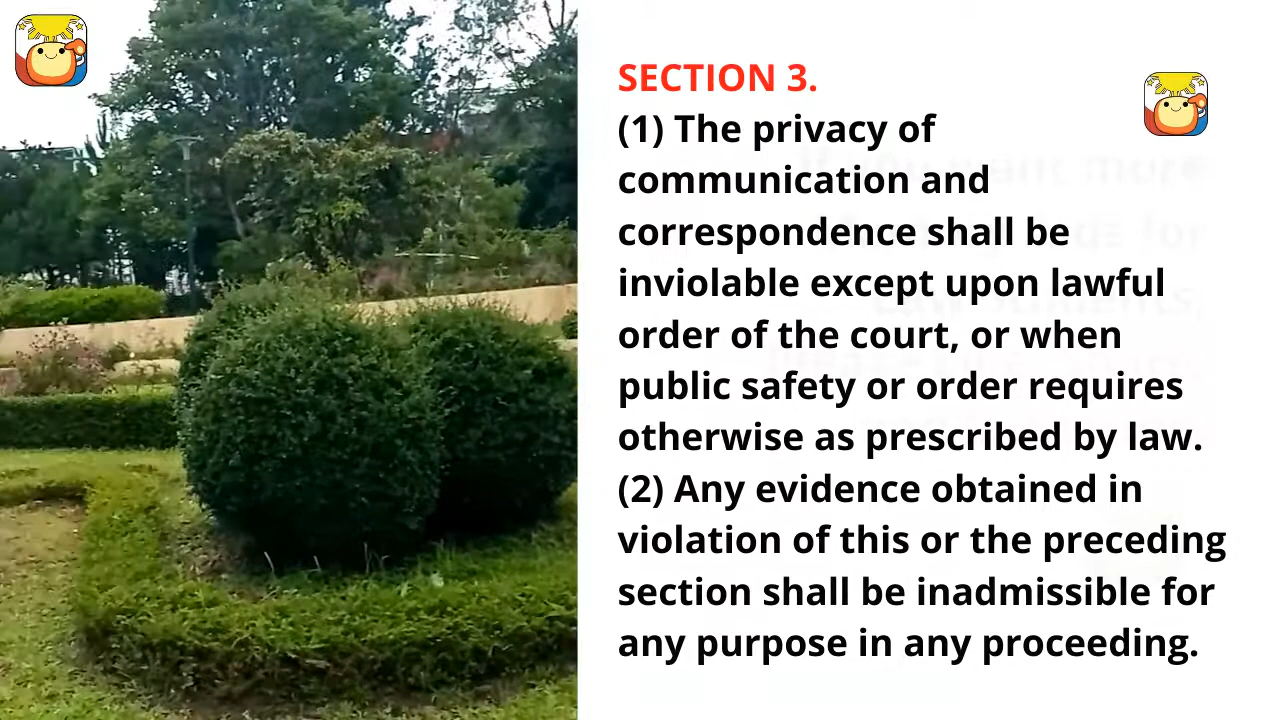 SECTION 3.
(1) The privacy of
communication and
correspondence shall be
inviolable except upon lawful
order of the court, or when
public safety or order requires
otherwise as prescribed by law.
(2) Any evidence obtained in
violation of this or the preceding
section shall be inadmissible for
any purpose in any proceeding.